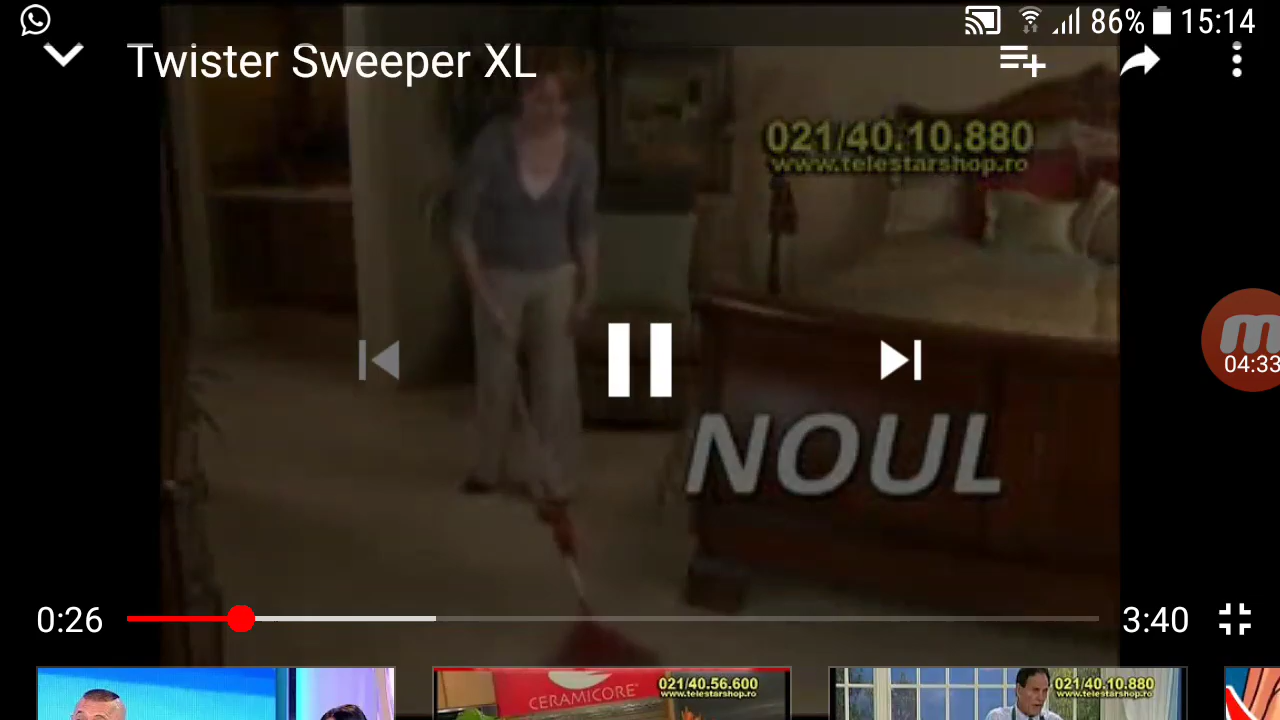 86% 15:14
Twister Sweeper XL
021/40.10.880
www.telestarshop.ro
m
04:33
NOUL
0:26
3:40
CERAMICORE
021/40.56.600
www.telestarshop.ro
021/40.10.880
www.telestarshop.ro